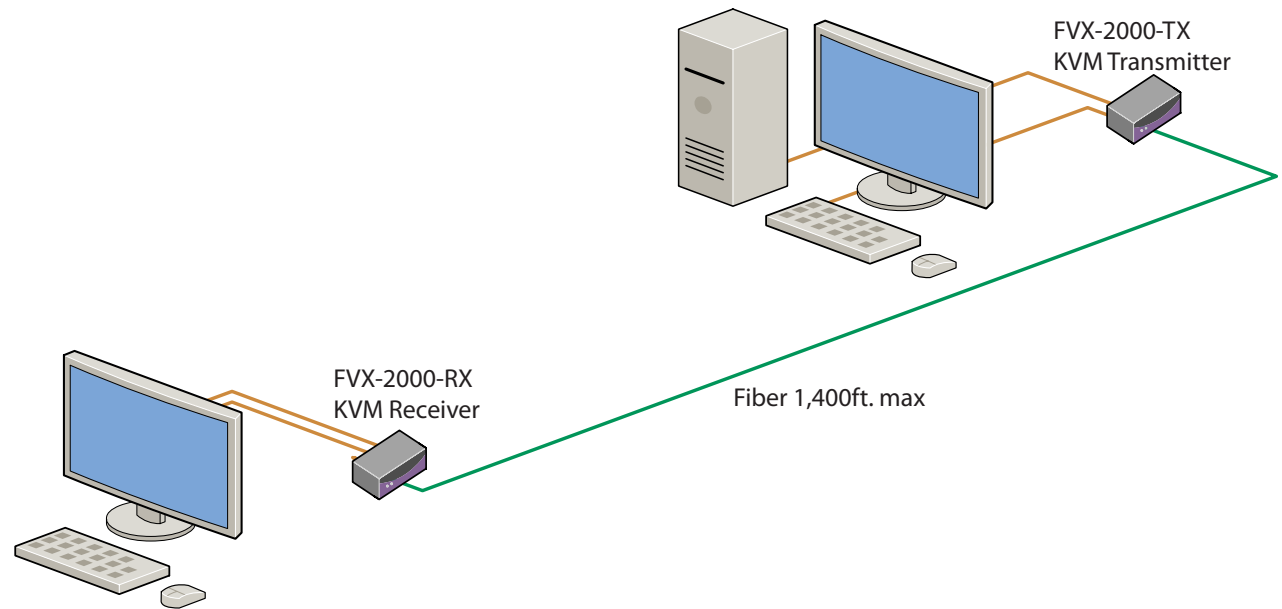 FVX-2000-TX
KVM Transmitter
FVX-2000-RX
KVM Receiver
Fiber 1,400ft. max